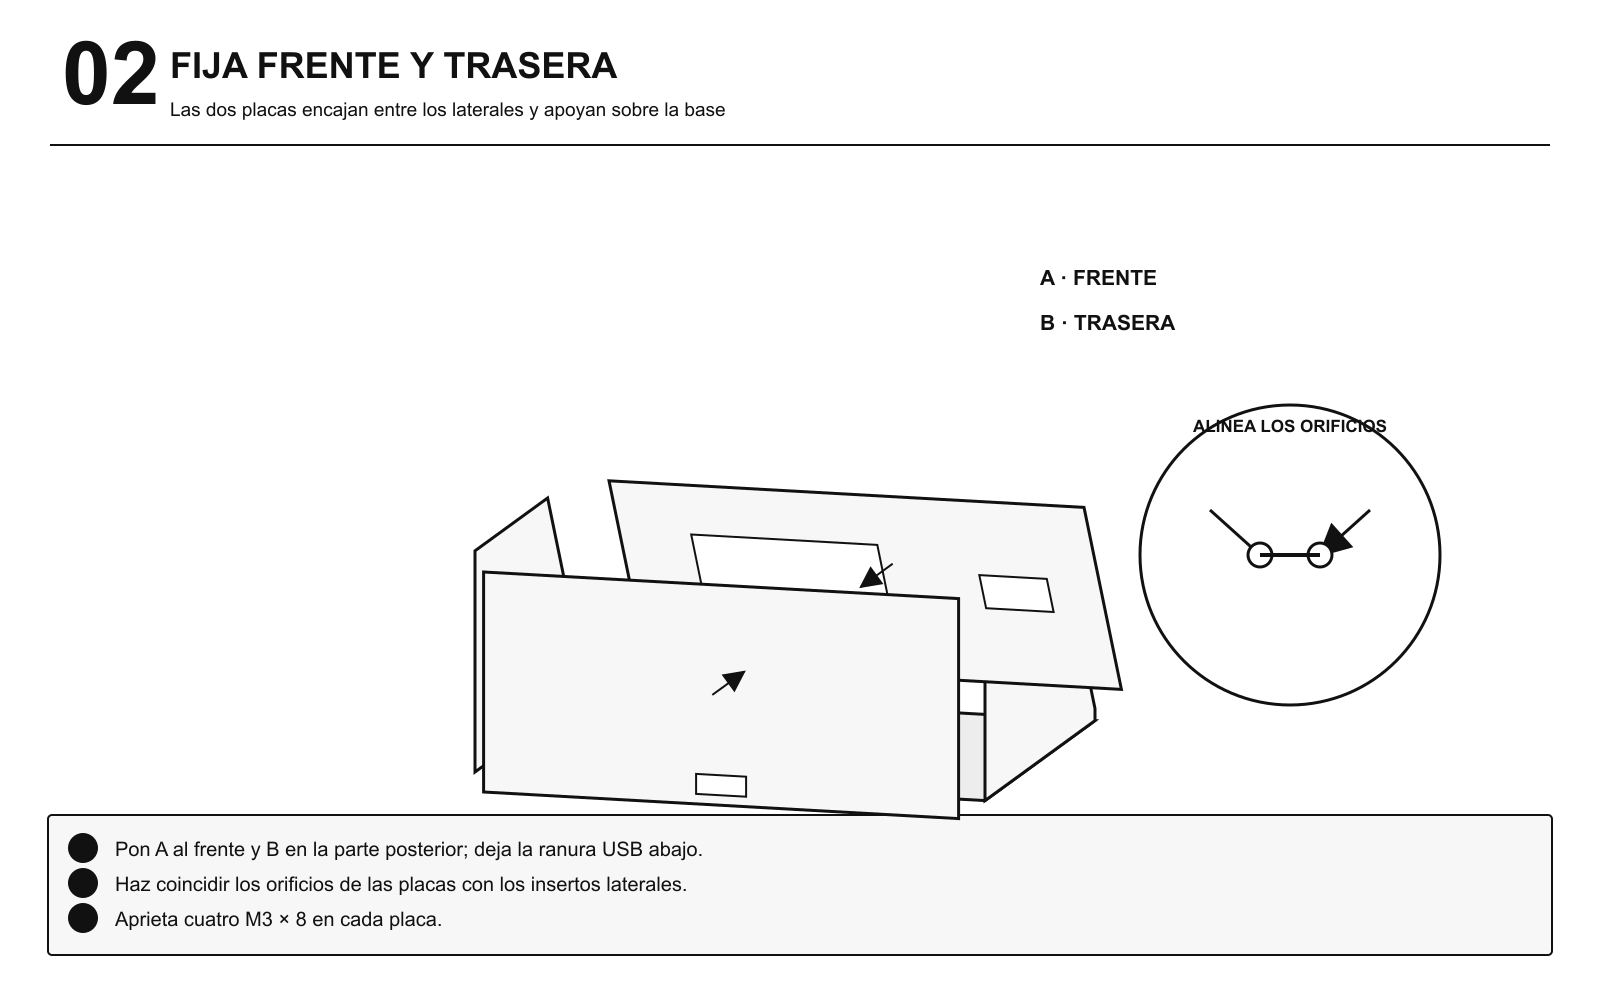 02
FIJA FRENTE Y TRASERA
Las dos placas encajan entre los laterales y apoyan sobre la base
A · FRENTE
B · TRASERA
ALINEA LOS ORIFICIOS
Pon A al frente y B en la parte posterior; deja la ranura USB abajo.
Haz coincidir los orificios de las placas con los insertos laterales.
Aprieta cuatro M3 × 8 en cada placa.